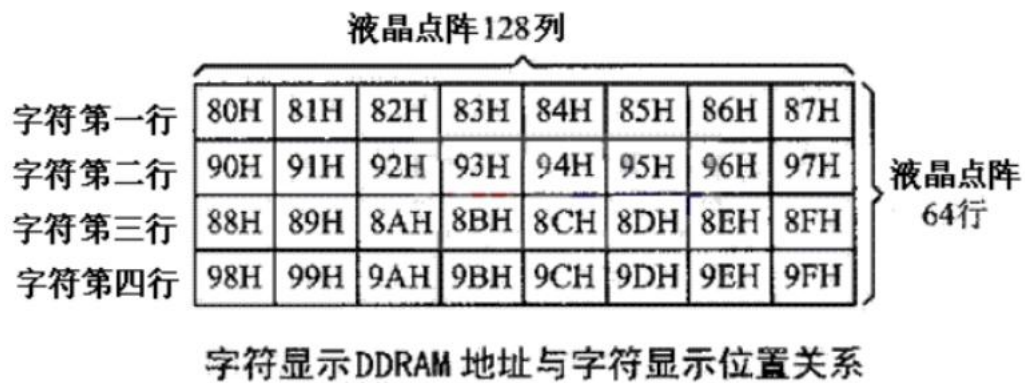 液晶点阵128列
字符第一行 80H 81H 82H 83H 84H 85H 86H 87H
字符第二行 90H 91H 92H 93H 94H 95H 96H 97H
字符第三行 88H 89H 8AH 8BH 8CH 8DH 8EH 8FH
字符第四行 98H 99H 9AH 9BH 9CH 9DH 9EH 9FH
液晶点阵
64行
字符显示DDRAM 地址与字符显示位置关系